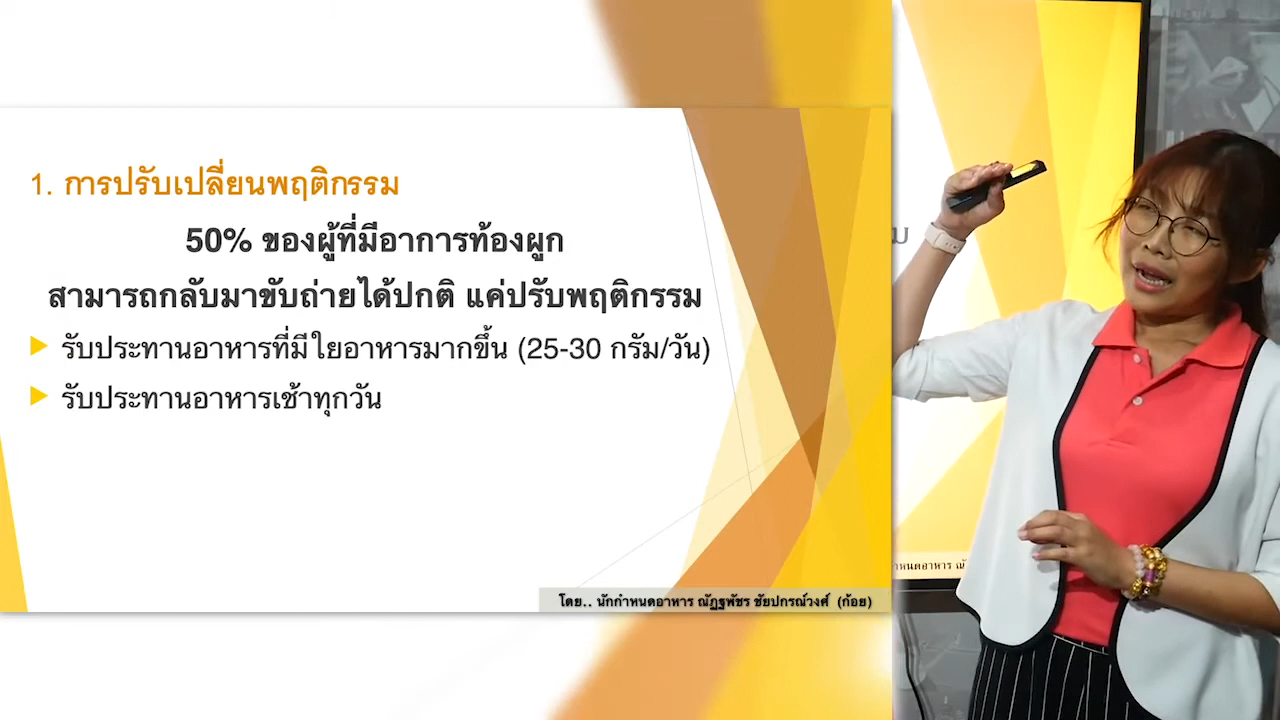 1. การปรับเปลี่ยนพฤติกรรม
50% ของผู้ที่มีอาการท้องผูก
สามารถกลับมาขับถ่ายได้ปกติ แค่ปรับพฤติกรรม
รับประทานอาหารที่มีใยอาหารมากขึ้น (25-30 กรัม/วัน)
รับประทานอาหารเช้าทุกวัน
โดย.. นักกำหนดอาหาร ณัฏฐพัชร ชัยปกรณ์วงศ์ (ก้อย)